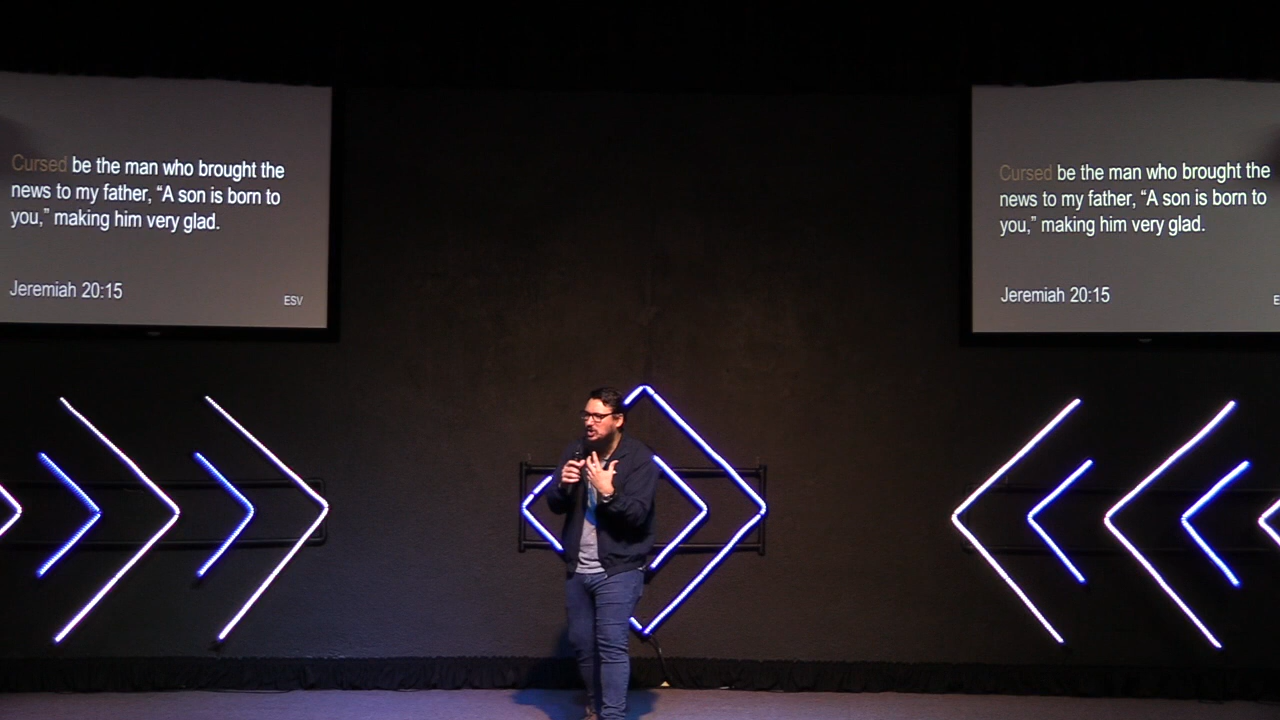 Cursed be the man who brought the
news to my father, “A son is born to
you,” making him very glad.
Jeremiah 20:15
ESV
Cursed be the man who brought the
news to my father, “A son is born to
you,” making him very glad.
Jeremiah 20:15